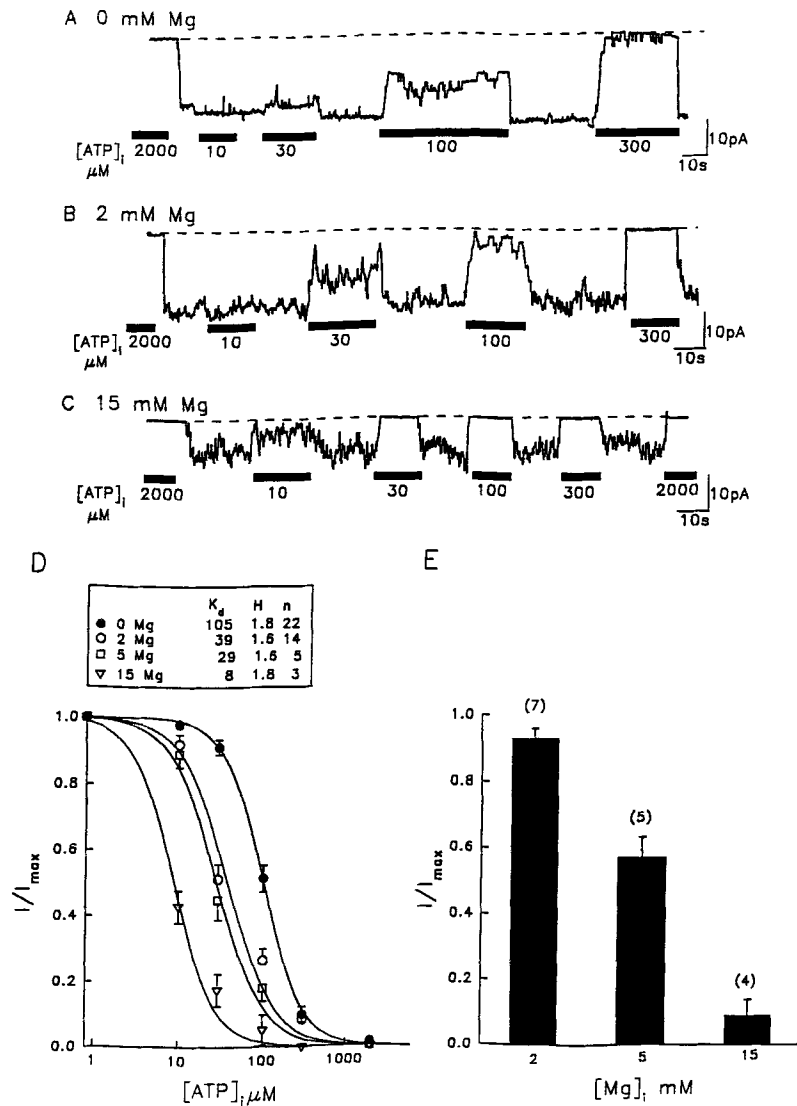 A 0 mM Mg
[ATP]i 2000 10 30 100 300
μM
10pA
10s
B 2 mM Mg
[ATP]i 2000 10 30 100 300
μM
10pA
10s
C 15 mM Mg
[ATP]i 2000 10 30 100 300 2000
μM
10pA
10s
D
Kd H n
● 0 Mg 105 1.8 22
○ 2 Mg 39 1.6 14
□ 5 Mg 29 1.6 5
▽ 15 Mg 8 1.8 3
I/Imax
1.0
0.8
0.6
0.4
0.2
0.0
1 10 100 1000
[ATP]i μM
E
I/Imax
1.0
0.8
0.6
0.4
0.2
0.0
(7)
(5)
(4)
2 5 15
[Mg]i mM